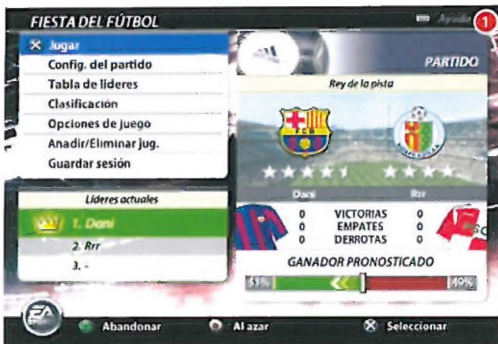 FIESTA DEL FÚTBOL
Ayuda
1
Jugar
Config. del partido
Tabla de líderes
Clasificación
Opciones de juego
Anadir/Eliminar jug.
Guardar sesión
Líderes actuales
1. Dani
2. Rrr
3. -
PARTIDO
Rey de la pista
FCB
Dani Rrr
0 VICTORIAS 0
0 EMPATES 0
0 DERROTAS 0
GANADOR PRONOSTICADO
51% 49%
EA
Abandonar Al azar Seleccionar